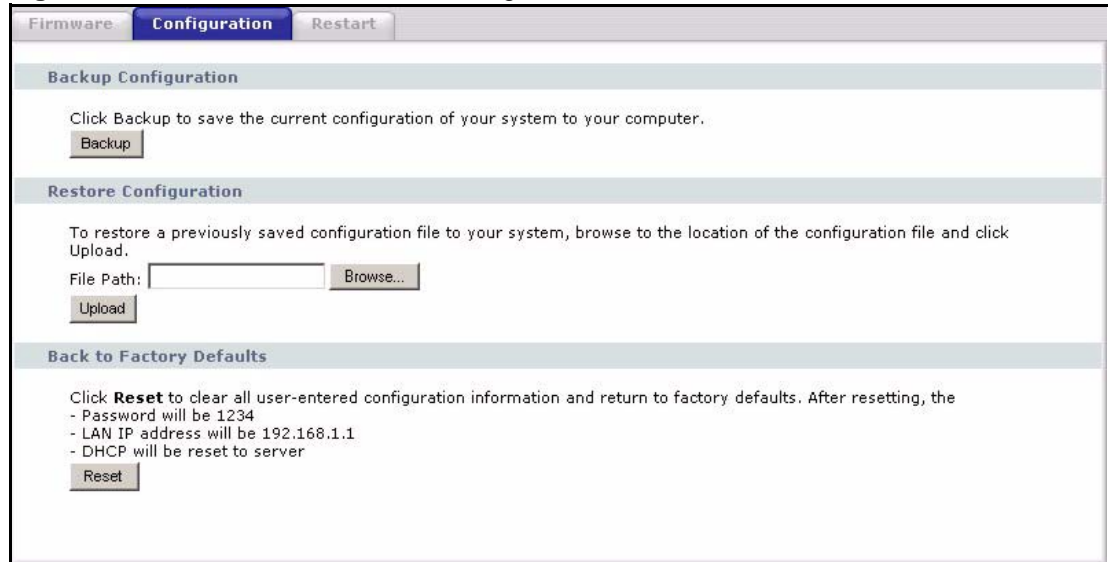 Firmware Configuration Restart
Backup Configuration
Click Backup to save the current configuration of your system to your computer.
Backup
Restore Configuration
To restore a previously saved configuration file to your system, browse to the location of the configuration file and click
Upload.
File Path: Browse...
Upload
Back to Factory Defaults
Click Reset to clear all user-entered configuration information and return to factory defaults. After resetting, the
- Password will be 1234
- LAN IP address will be 192.168.1.1
- DHCP will be reset to server
Reset